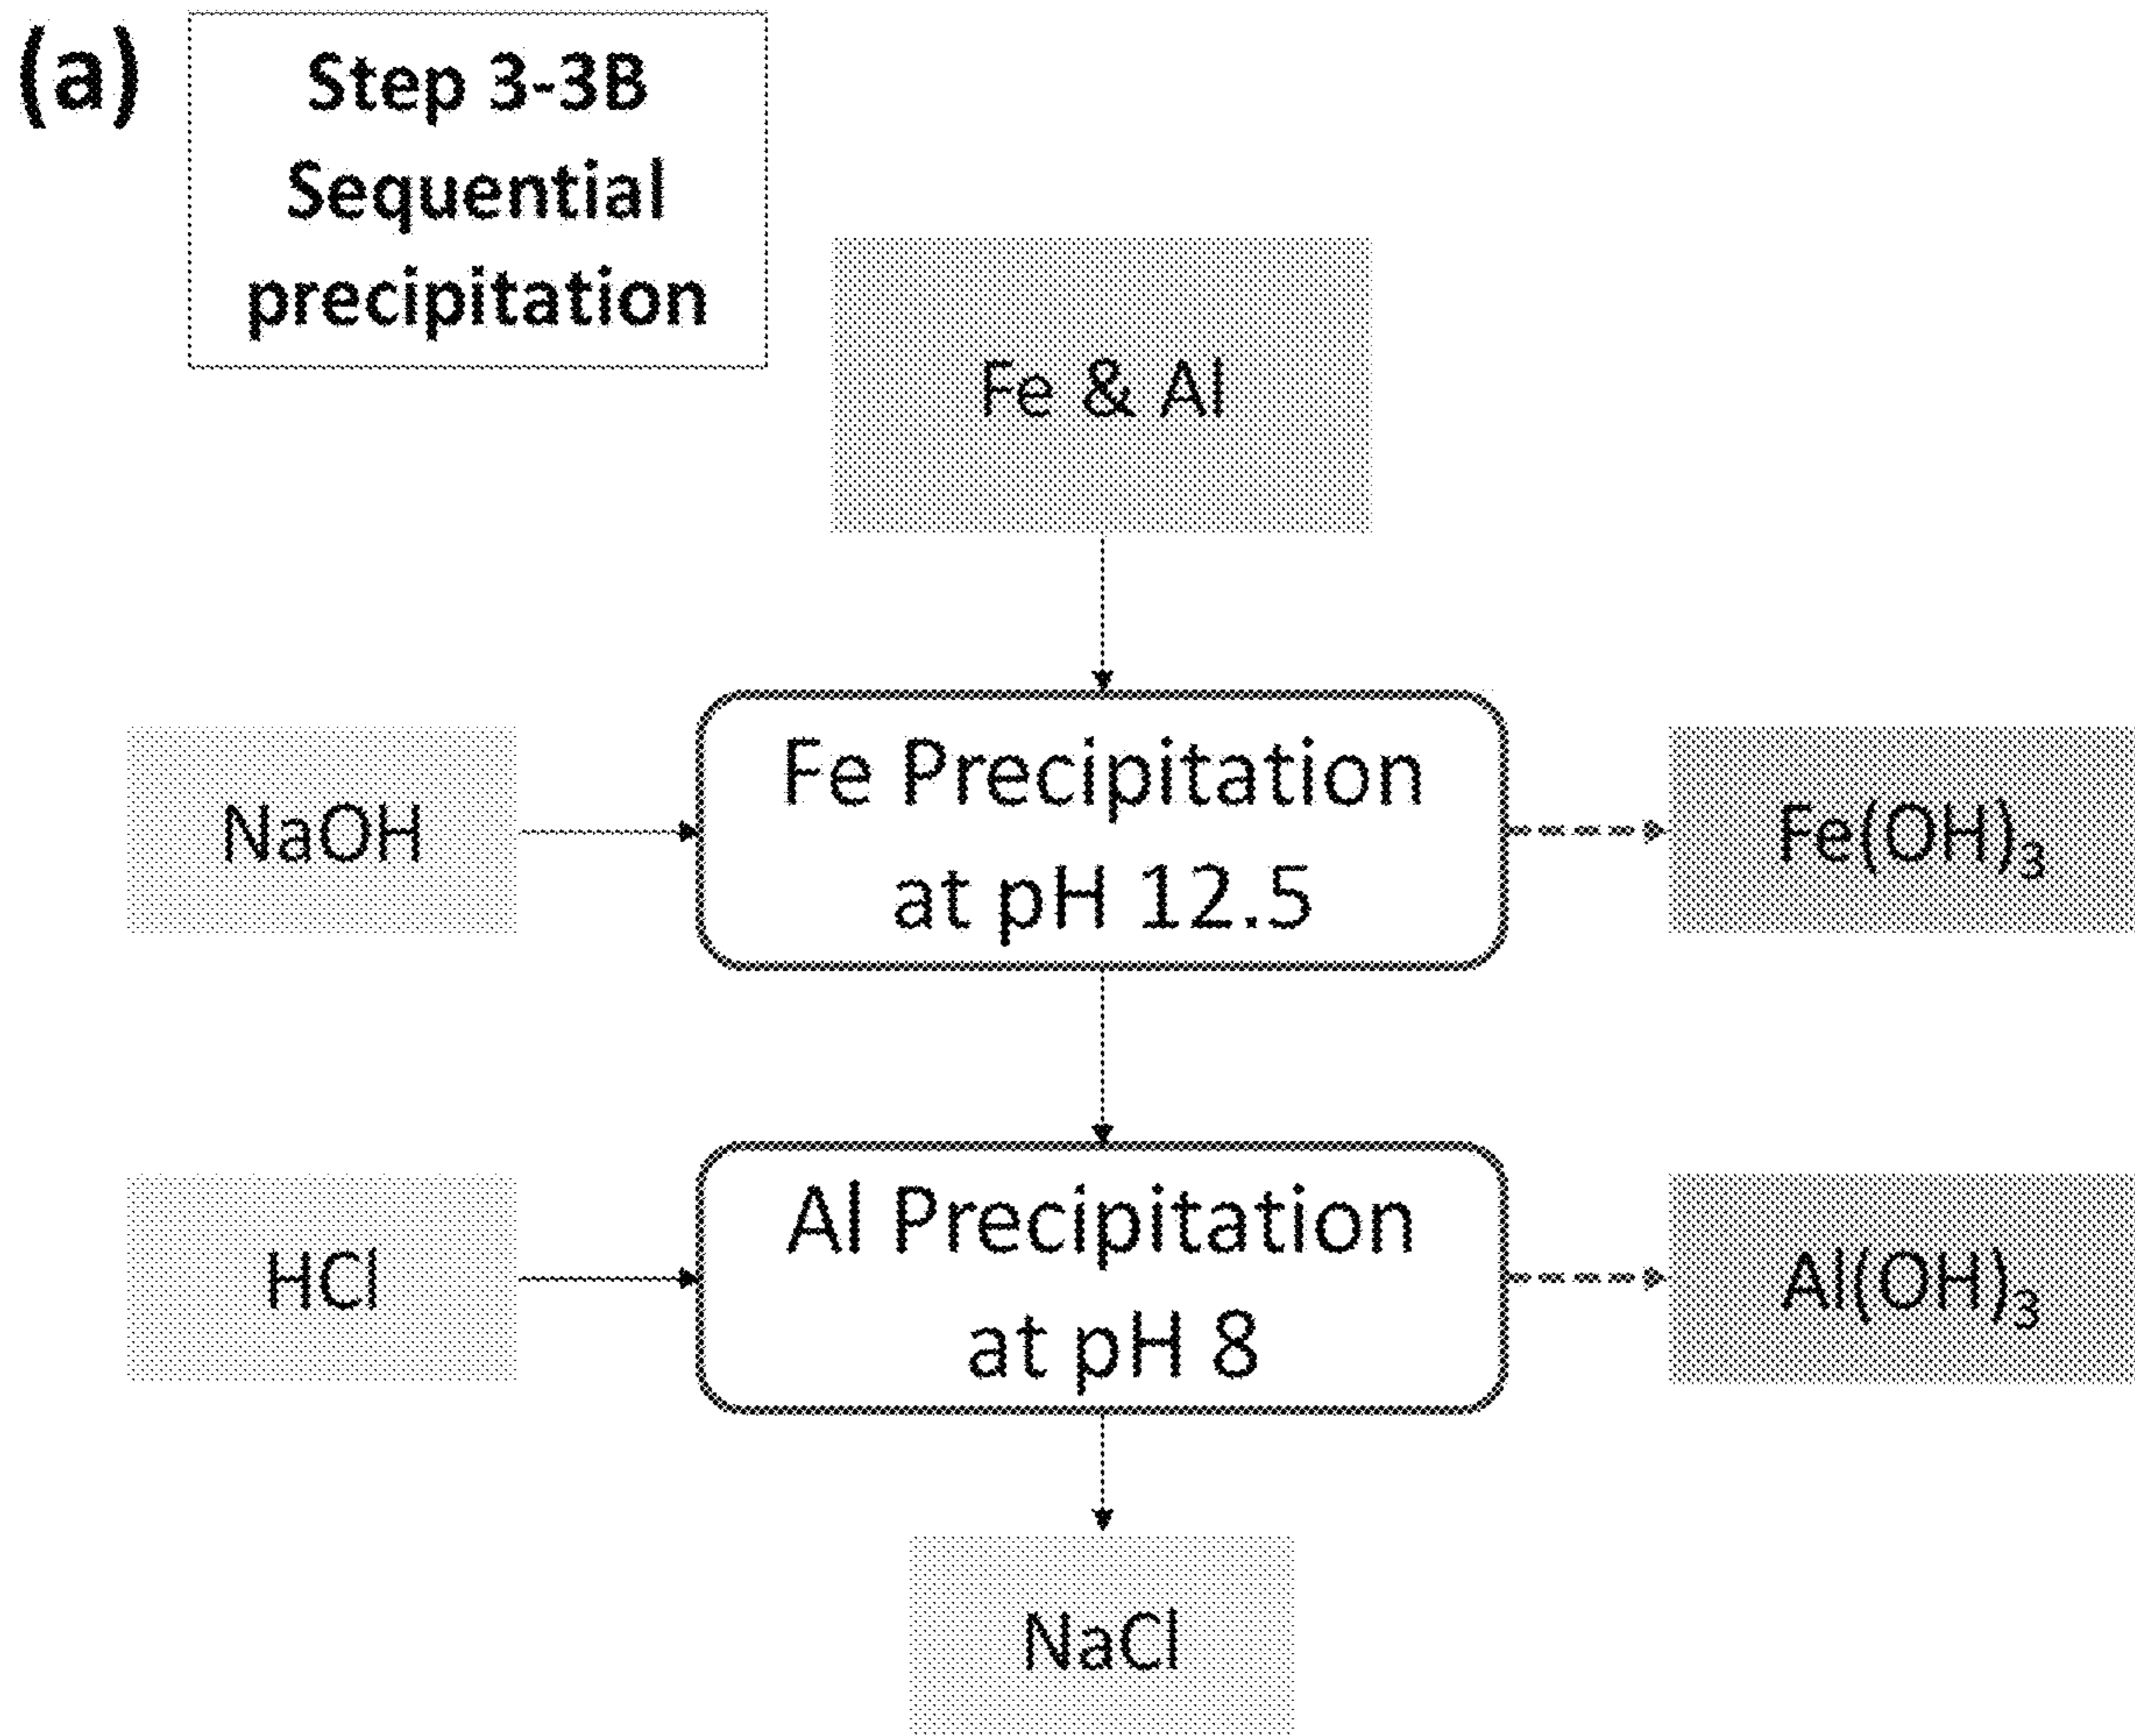 (a)
Step 3-3B
Sequential
precipitation
Fe & Al
NaOH
Fe Precipitation
at pH 12.5
Fe(OH)₃
HCl
Al Precipitation
at pH 8
Al(OH)₃
NaCl